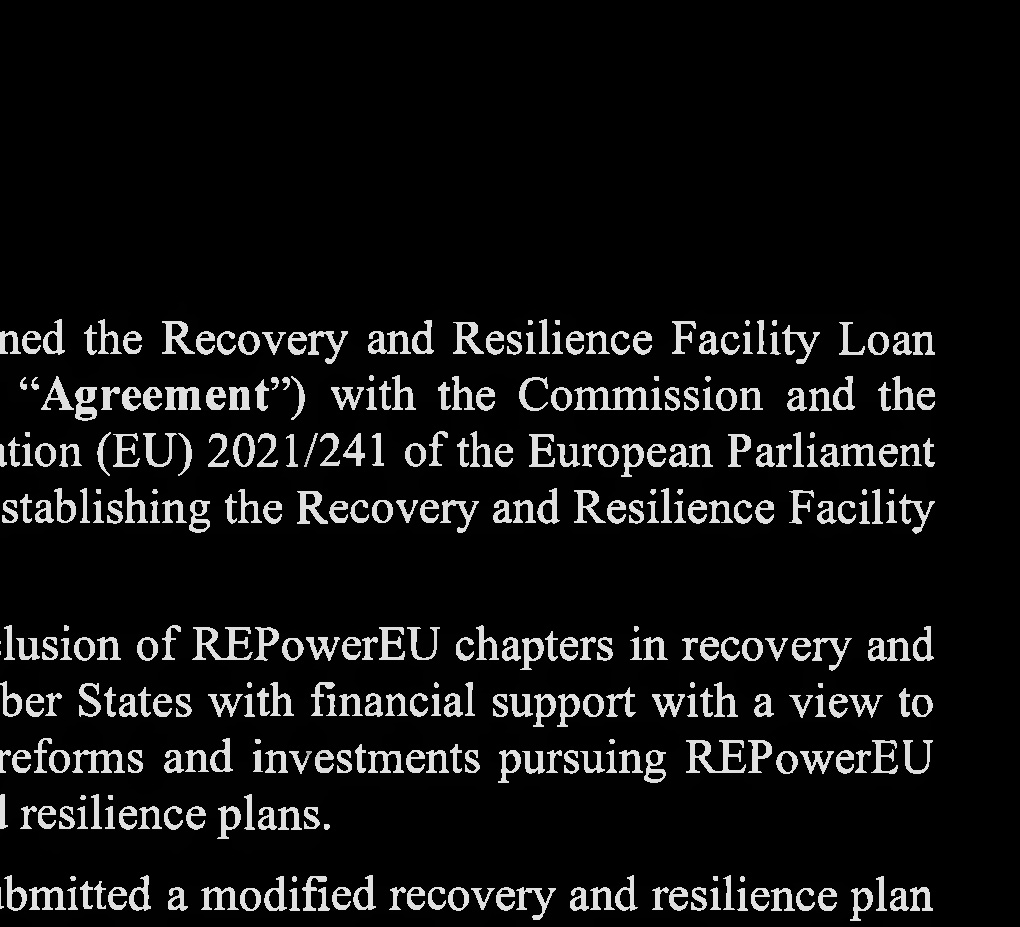 ned the Recovery and Resilience Facility Loan
“Agreement”) with the Commission and the
ation (EU) 2021/241 of the European Parliament
stablishing the Recovery and Resilience Facility
clusion of REPowerEU chapters in recovery and
ber States with financial support with a view to
reforms and investments pursuing REPowerEU
resilience plans.
ubmitted a modified recovery and resilience plan